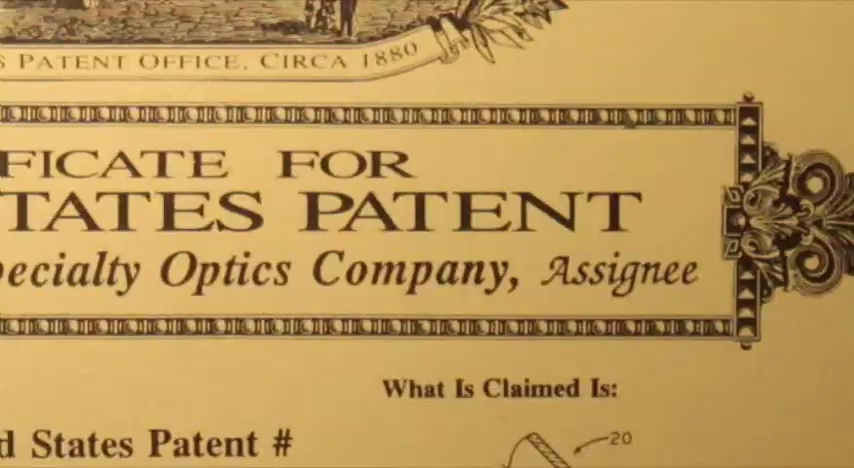 S PATENT OFFICE, CIRCA 1880
FICATE FOR
TATES PATENT
pecialty Optics Company, Assignee
What Is Claimed Is:
d States Patent #
20